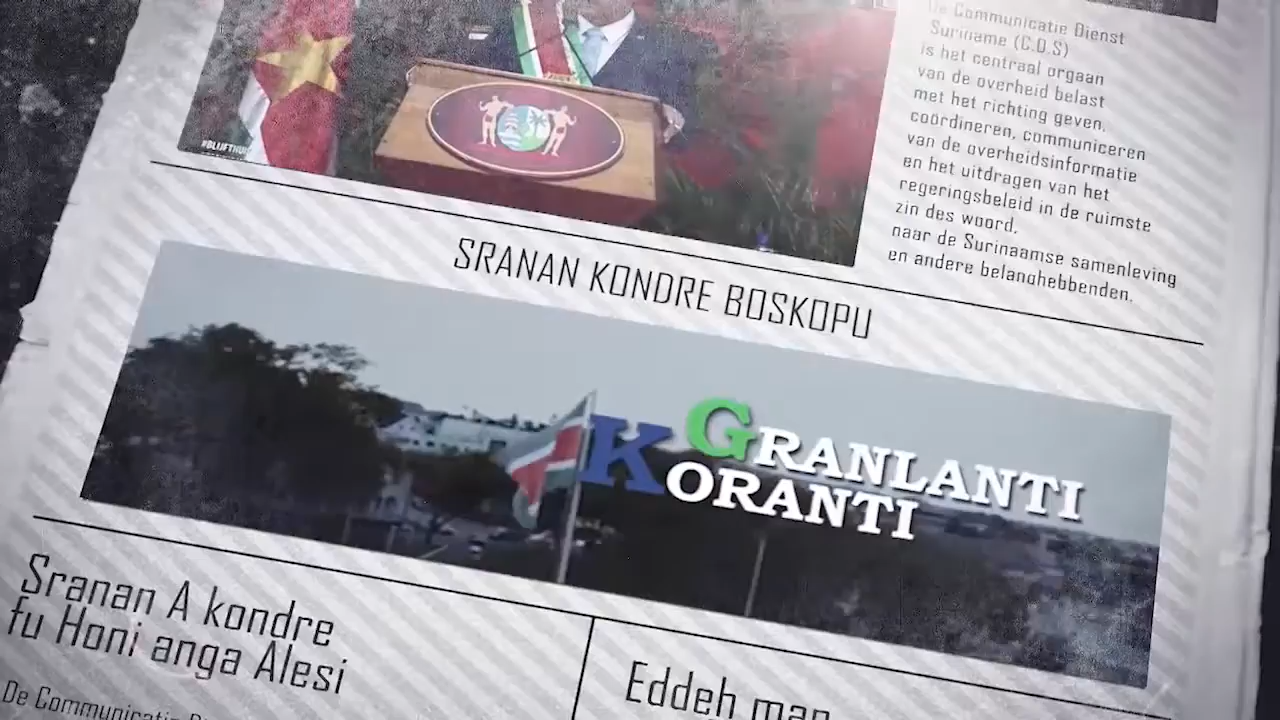 De Communicatie Dienst
Suriname (C.D.S)
is het centraal orgaan
van de overheid belast
met het richting geven,
coördineren, communiceren
van de overheidsinformatie
en het uitdragen van het
regeringsbeleid in de ruimste
zin des woord.
naar de Surinaamse samenleving
en andere belanghebbenden.
SRANAN KONDRE BOSKOPU
GRANLANTI
KORANTI
Sranan A kondre
fu Honi anga Alesi
De Communicatie
Eddeh man